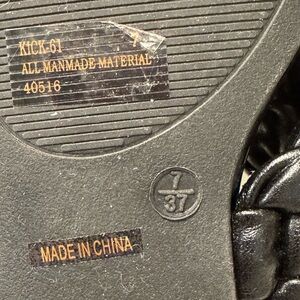 KICK-61
ALL MANMADE MATERIAL
40516
7
37
MADE IN CHINA